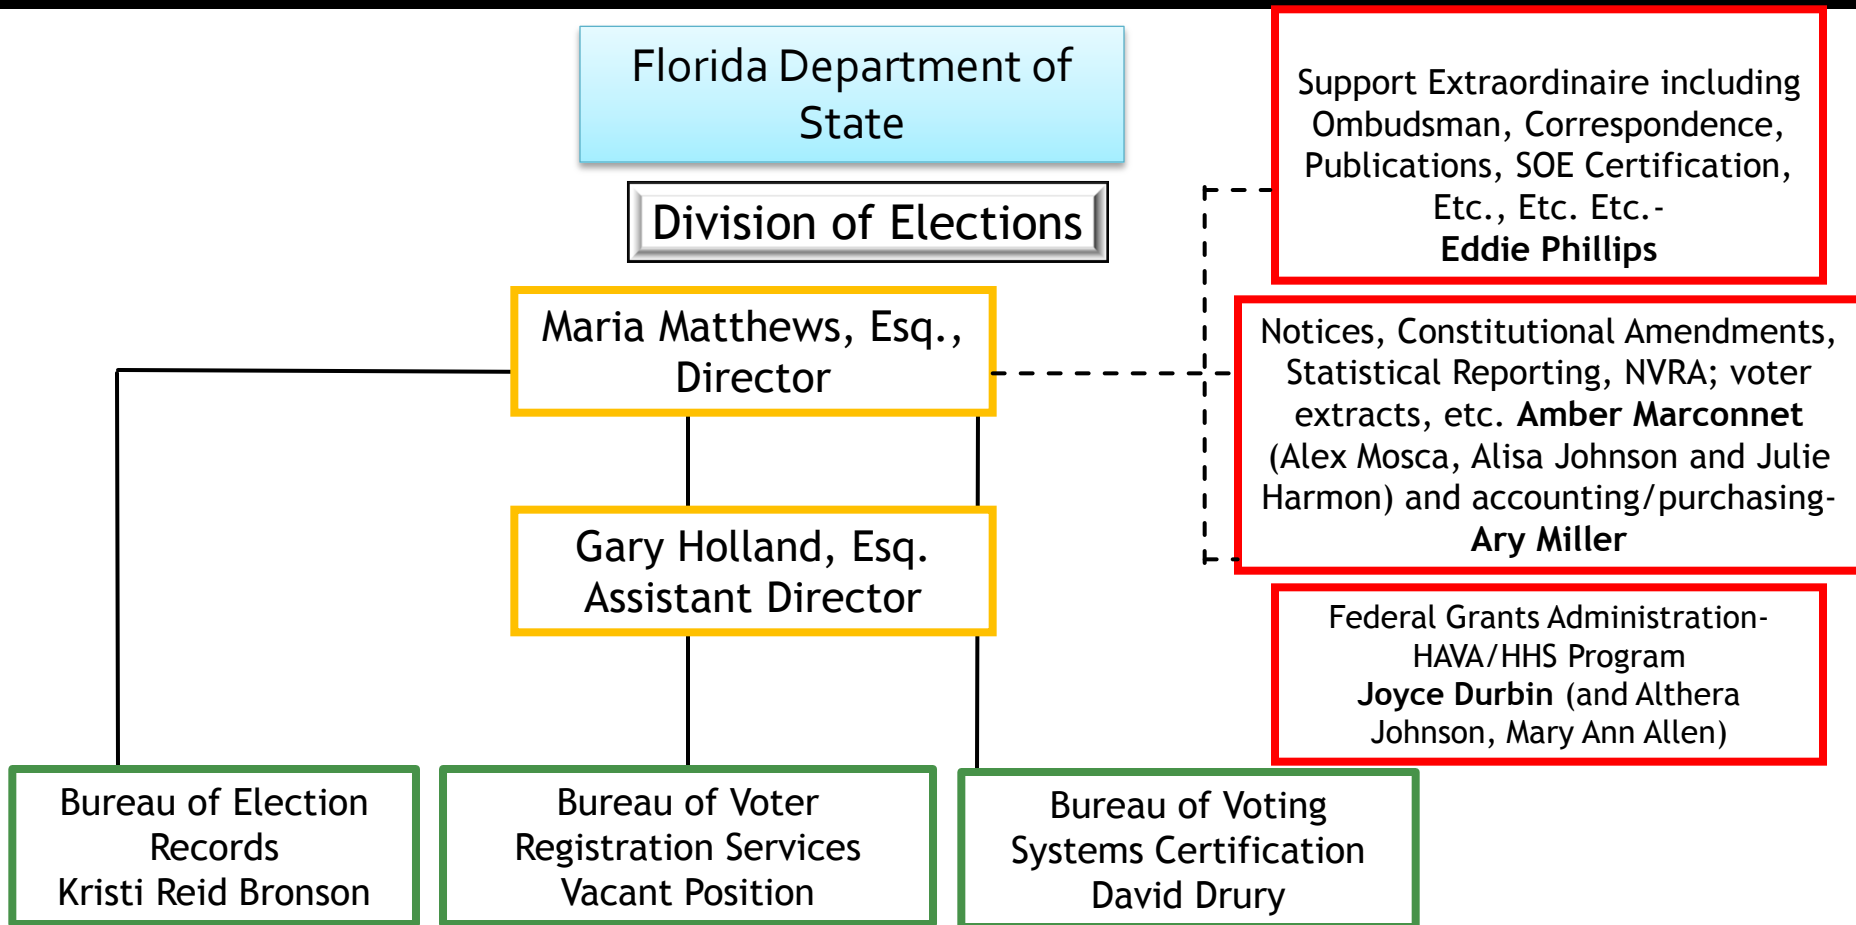 Florida Department of
State
Division of Elections
Maria Matthews, Esq.,
Director
Gary Holland, Esq.
Assistant Director
Support Extraordinaire including
Ombudsman, Correspondence,
Publications, SOE Certification,
Etc., Etc. Etc.-
Eddie Phillips
Notices, Constitutional Amendments,
Statistical Reporting, NVRA; voter
extracts, etc. Amber Marconnet
(Alex Mosca, Alisa Johnson and Julie
Harmon) and accounting/purchasing-
Ary Miller
Federal Grants Administration-
HAVA/HHS Program
Joyce Durbin (and Althera
Johnson, Mary Ann Allen)
Bureau of Election
Records
Kristi Reid Bronson
Bureau of Voter
Registration Services
Vacant Position
Bureau of Voting
Systems Certification
David Drury